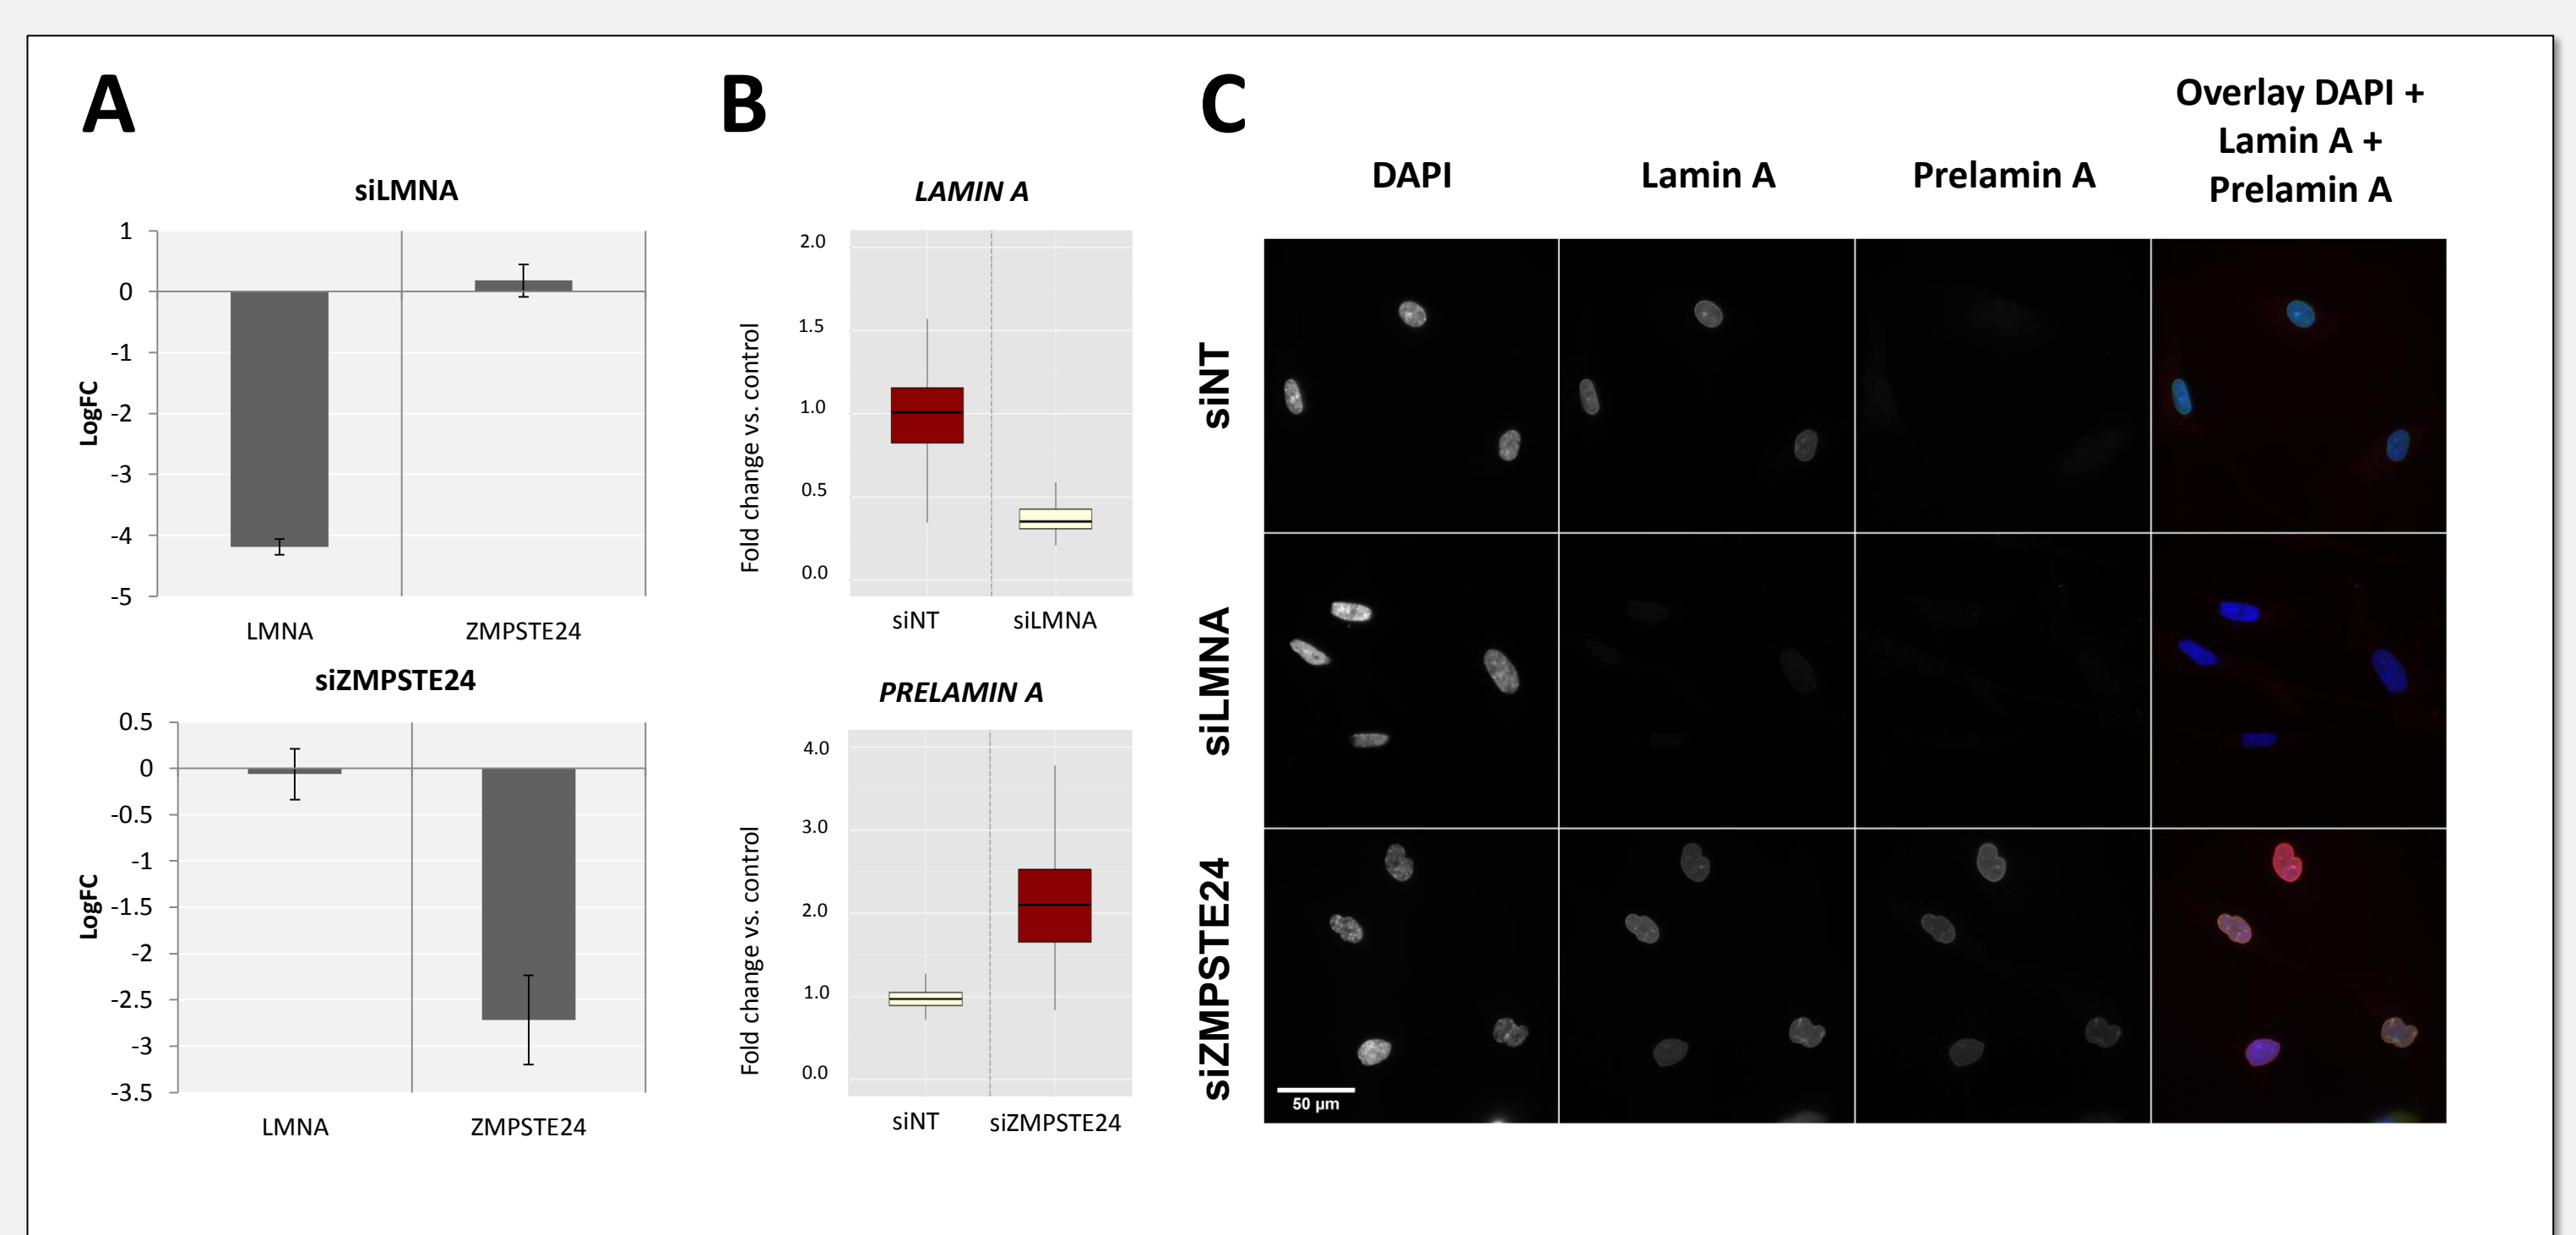 A
siLMNA
1
0
-1
-2
-3
-4
-5
LogFC
LMNA
ZMPSTE24
siZMPSTE24
0.5
0
-0.5
-1
-1.5
-2
-2.5
-3
-3.5
LogFC
LMNA
ZMPSTE24
B
LAMIN A
2.0
1.5
1.0
0.5
0.0
Fold change vs. control
siNT
siLMNA
PRELAMIN A
4.0
3.0
2.0
1.0
0.0
Fold change vs. control
siNT
siZMPSTE24
C
DAPI
Lamin A
Prelamin A
Overlay DAPI +
Lamin A +
Prelamin A
siNT
siLMNA
siZMPSTE24
50 µm